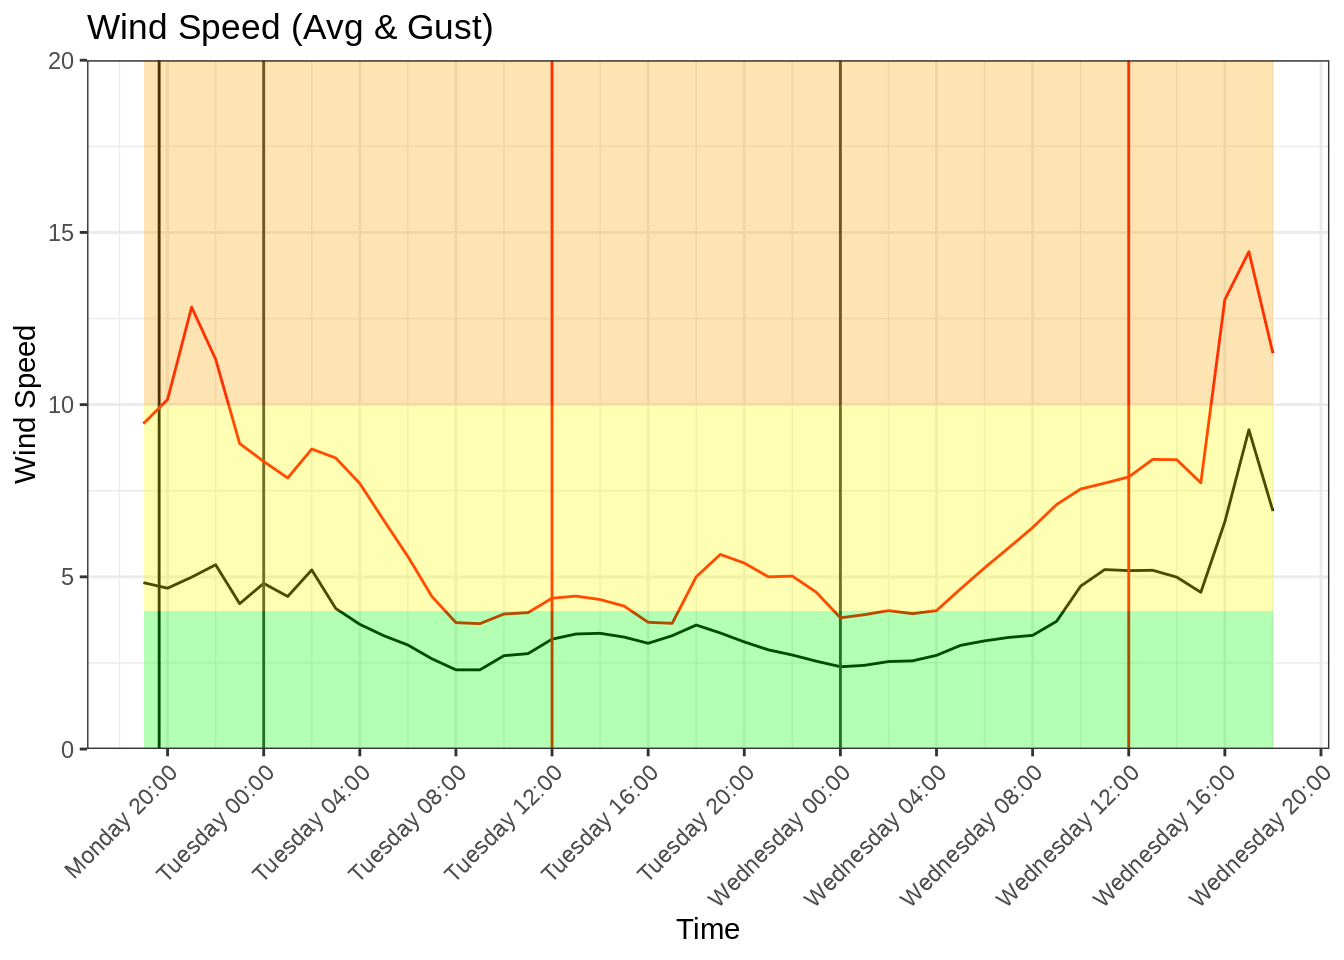 Wind Speed (Avg & Gust)
20
15
10
5
0
Wind Speed
Monday 20:00
Tuesday 00:00
Tuesday 04:00
Tuesday 08:00
Tuesday 12:00
Tuesday 16:00
Tuesday 20:00
Wednesday 00:00
Wednesday 04:00
Wednesday 08:00
Wednesday 12:00
Wednesday 16:00
Wednesday 20:00
Time